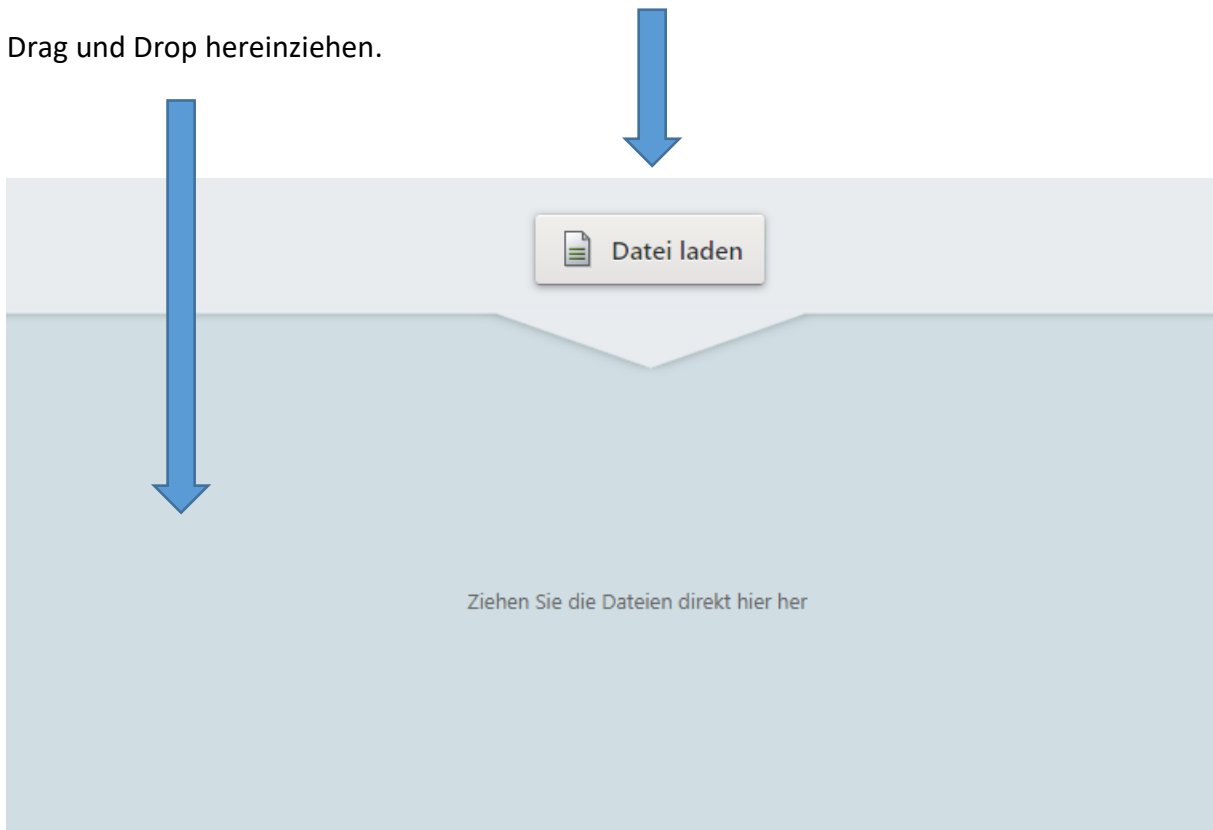 Drag und Drop hereinziehen.
Datei laden
Ziehen Sie die Dateien direkt hier her